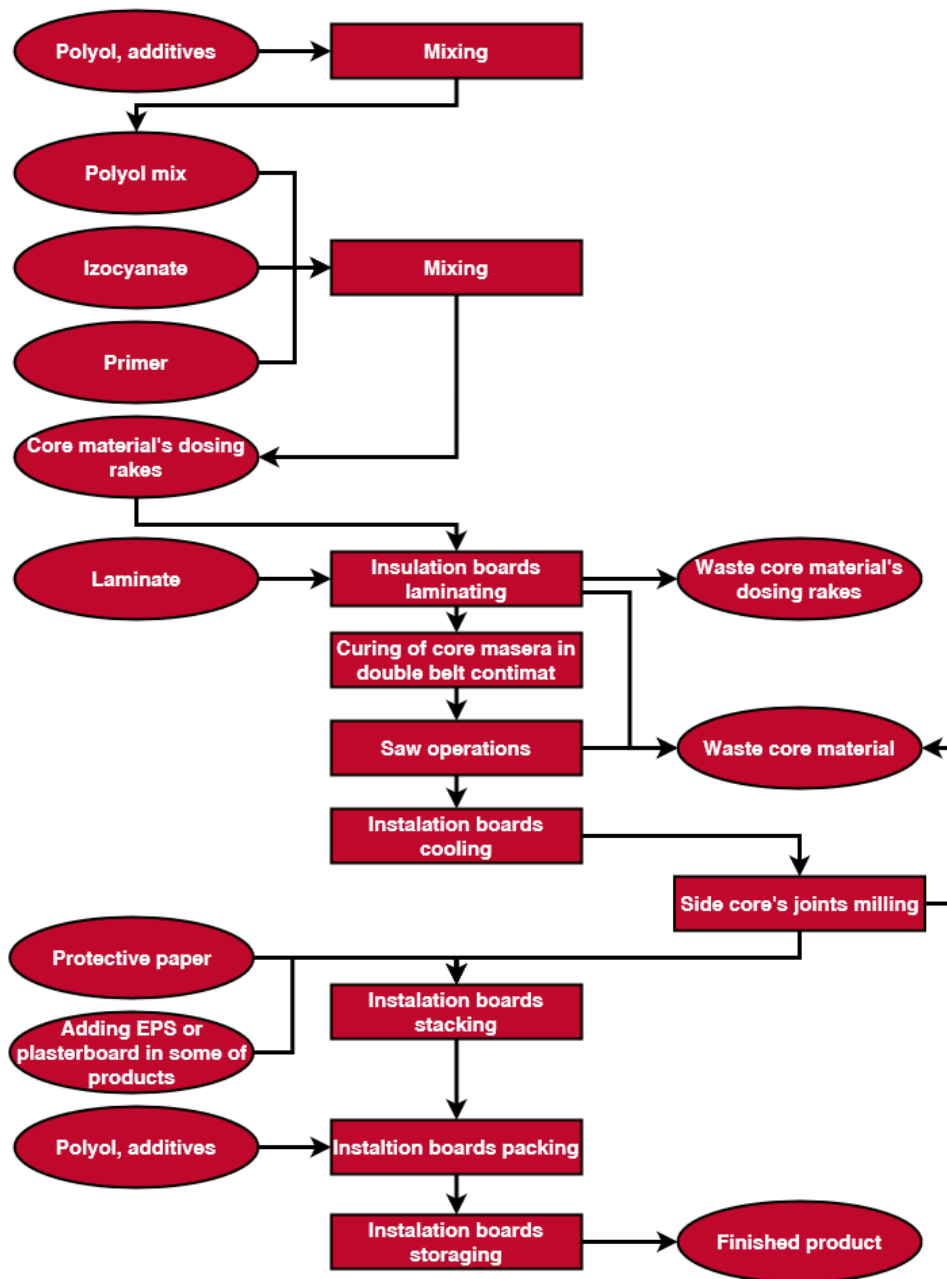 Polyol, additives
Mixing
Polyol mix
Izocyanate
Mixing
Primer
Core material's dosing
rakes
Laminate
Insulation boards
laminating
Waste core material's
dosing rakes
Curing of core masera in
double belt contimat
Saw operations
Waste core material
Instalation boards
cooling
Side core's joints milling
Protective paper
Instalation boards
stacking
Adding EPS or
plasterboard in some of
products
Polyol, additives
Instaltion boards packing
Instalation boards
storaging
Finished product